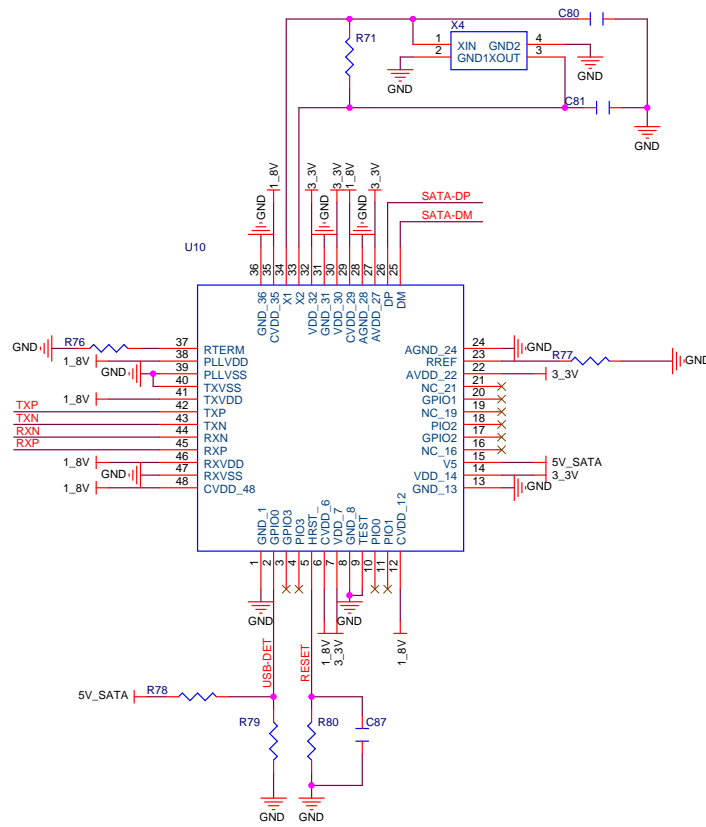 C80
X4
R71
1 XIN GND2 4
2 GND1 XOUT 3
GND
GND
C81
GND
1_8V
3_3V
3_3V
1_8V
3_3V
GND
GND
GND
SATA-DP
SATA-DM
U10
36
35
34
33
32
31
30
29
28
27
26
25
GND_36
CVDD_35
X1
X2
VDD_32
GND_31
VDD_30
CVDD_29
AGND_28
AVDD_27
DP
DM
GND R76 37 RTERM
1_8V 38 PLLVDD
GND 39 PLLVSS
40 TXVSS
1_8V 41 TXVDD
TXP 42 TXP
TXN 43 TXN
RXN 44 RXN
RXP 45 RXP
1_8V 46 RXVDD
GND 47 RXVSS
1_8V 48 CVDD_48
AGND_24 24 GND
RREF 23 R77 GND
AVDD_22 22 3_3V
NC_21 21
GPIO1 20
NC_19 19
PIO2 18
GPIO2 17
NC_16 16
V5 15 5V_SATA
VDD_14 14 3_3V
GND_13 13 GND
GND_1
GPIO0
GPIO3
PIO3
HRST
CVDD_6
VDD_7
GND_8
TEST
PIO0
PIO1
CVDD_12
1
2
3
4
5
6
7
8
9
10
11
12
GND
GND
1_8V
3_3V
1_8V
USB-DET
RESET
5V_SATA
R78
R79
R80
C87
GND
GND